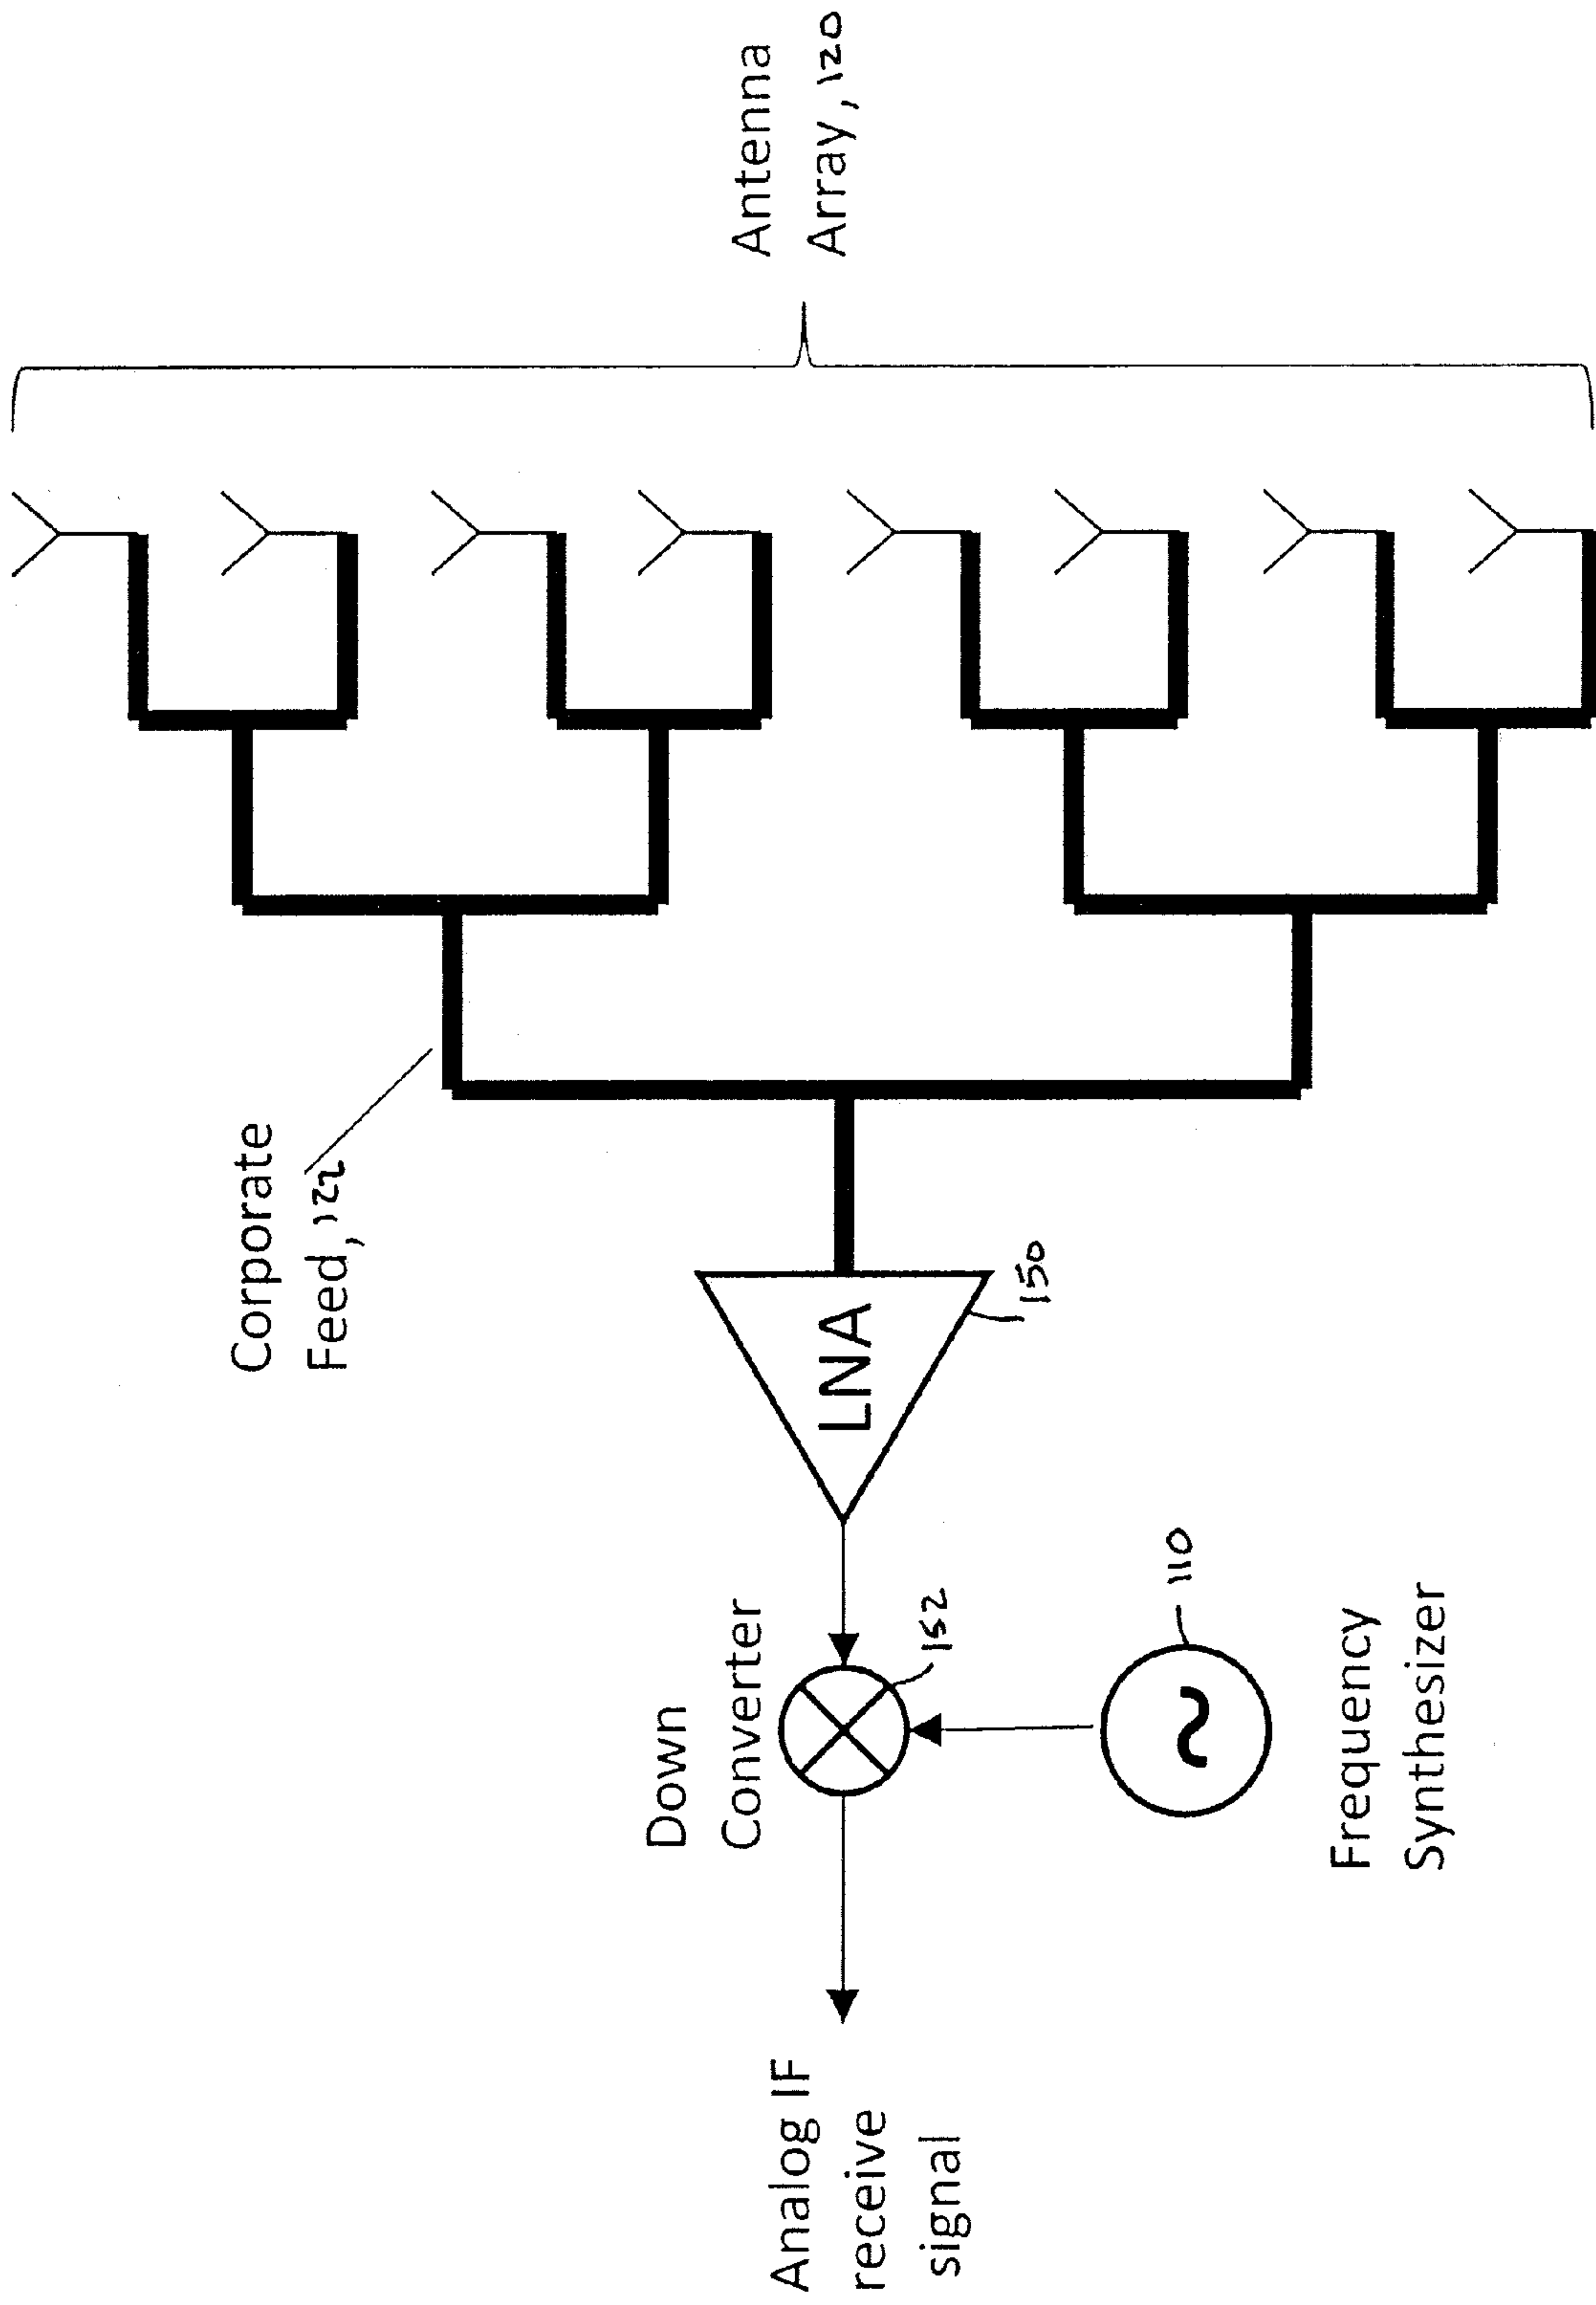 Antenna
Array, 120
Corporate
Feed, 122
LNA
150
Down
Converter
152
110
Frequency
Synthesizer
Analog IF
receive
signal